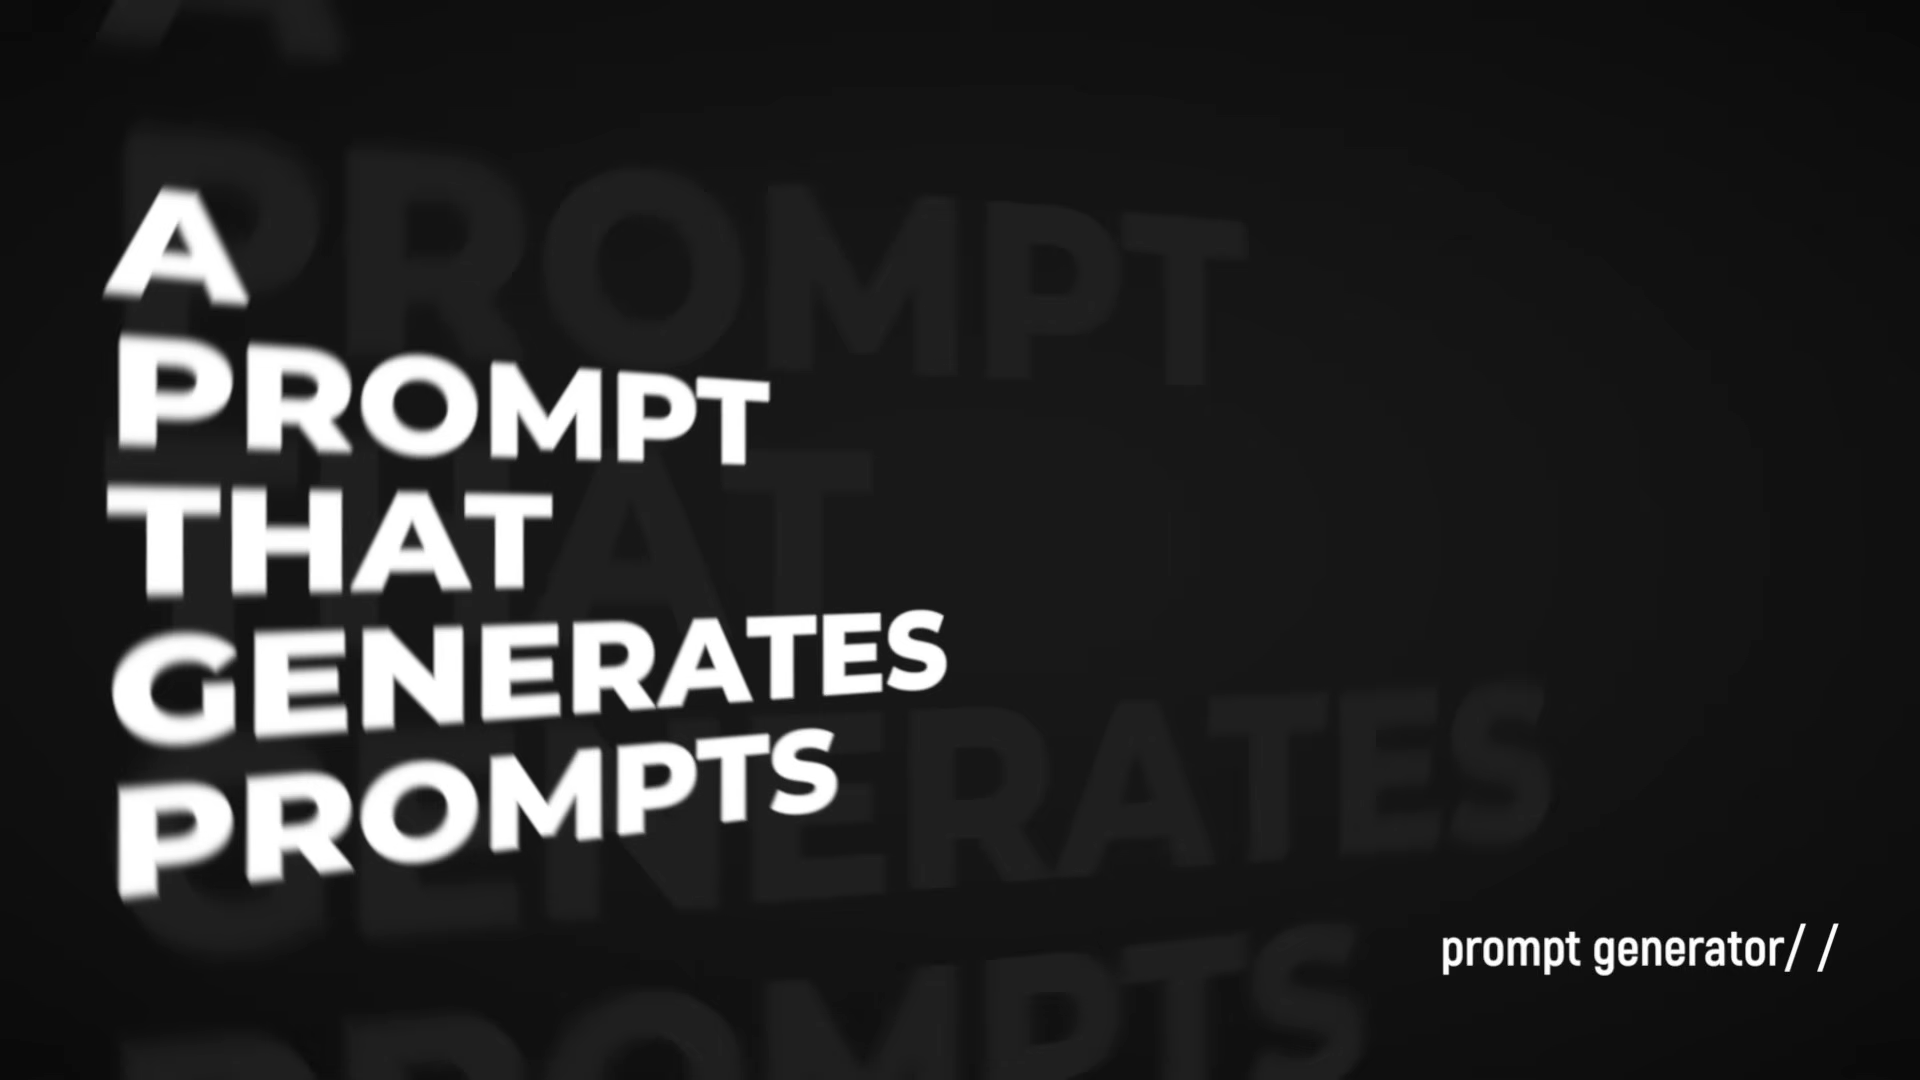 A
PROMPT
THAT
GENERATES
PROMPTS
prompt generator/ /